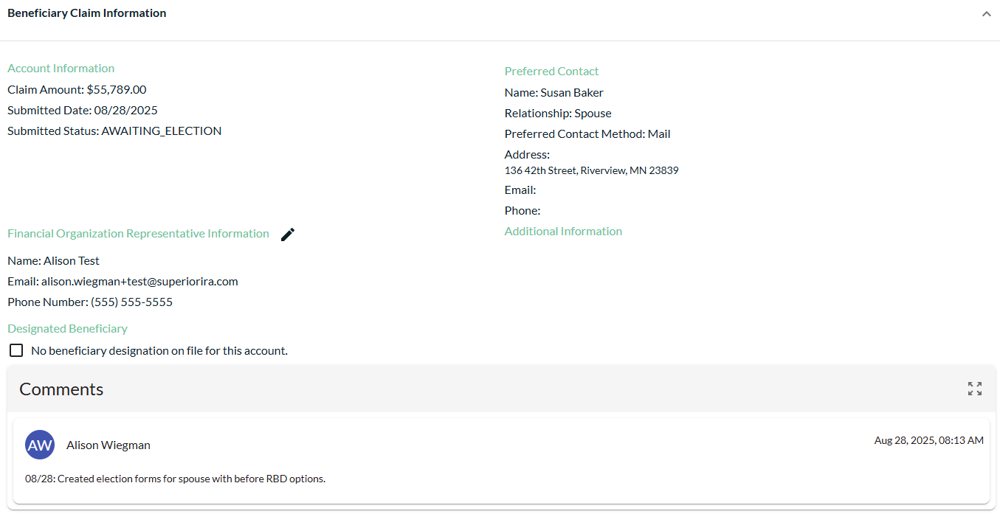 Beneficiary Claim Information
Account Information
Claim Amount: $55,789.00
Submitted Date: 08/28/2025
Submitted Status: AWAITING_ELECTION
Preferred Contact
Name: Susan Baker
Relationship: Spouse
Preferred Contact Method: Mail
Address:
136 42th Street, Riverview, MN 23839
Email:
Phone:
Additional Information
Financial Organization Representative Information
Name: Alison Test
Email: alison.wiegman+test@superiorira.com
Phone Number: (555) 555-5555
Designated Beneficiary
No beneficiary designation on file for this account.
Comments
AW
Alison Wiegman
Aug 28, 2025, 08:13 AM
08/28: Created election forms for spouse with before RBD options.